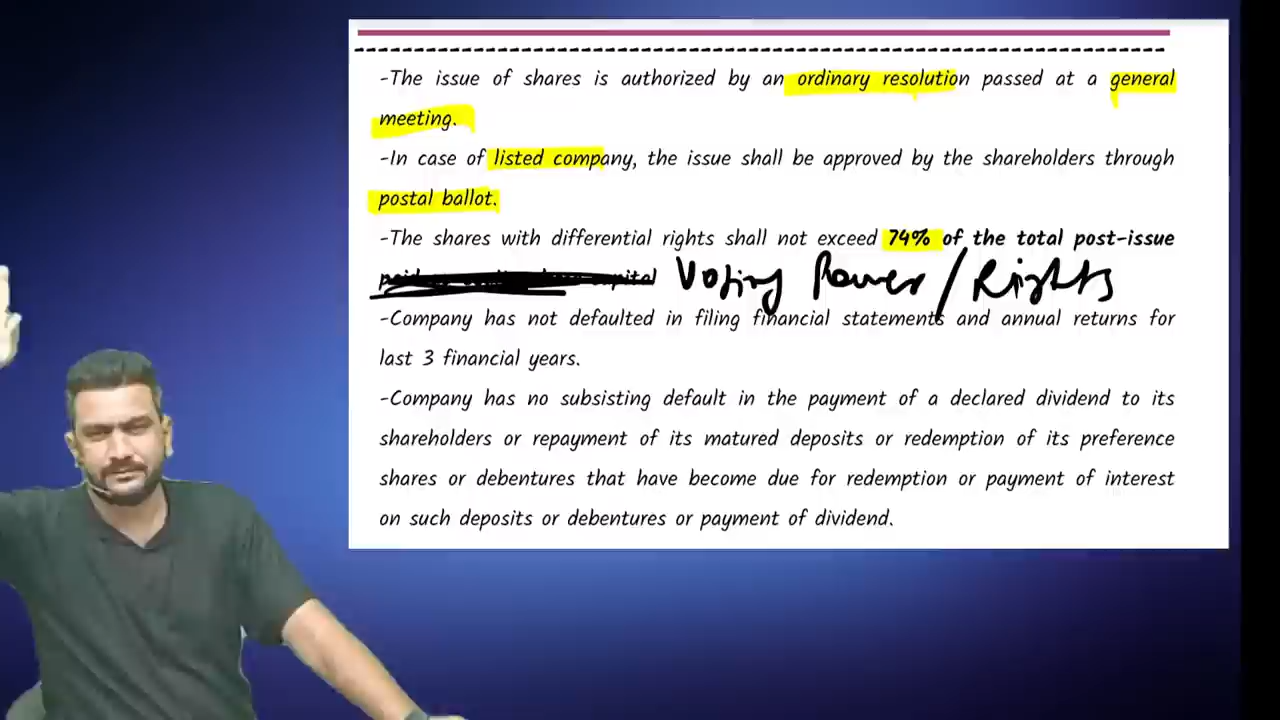 -The issue of shares is authorized by an ordinary resolution passed at a general
meeting.
-In case of listed company, the issue shall be approved by the shareholders through
postal ballot.
-The shares with differential rights shall not exceed 74% of the total post-issue
Voting Power/Rights
-Company has not defaulted in filing financial statements and annual returns for
last 3 financial years.
-Company has no subsisting default in the payment of a declared dividend to its
shareholders or repayment of its matured deposits or redemption of its preference
shares or debentures that have become due for redemption or payment of interest
on such deposits or debentures or payment of dividend.